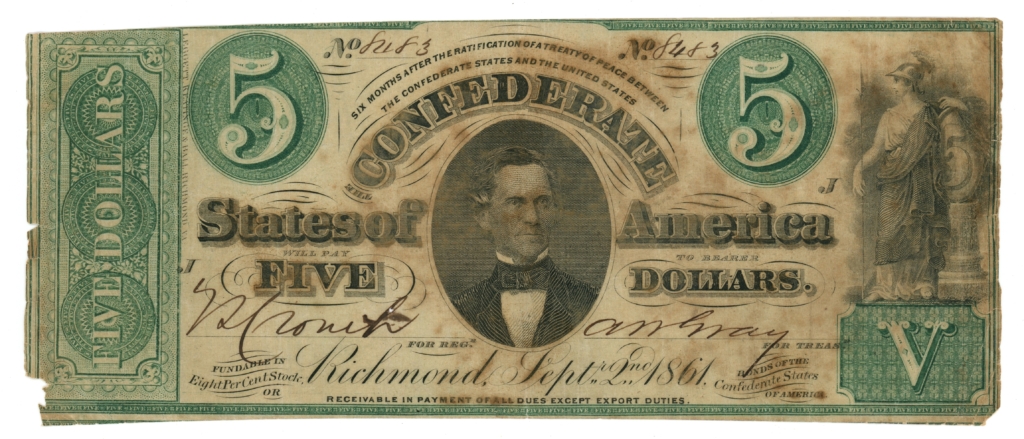 No 8483
No 8483
5
5
SIX MONTHS AFTER THE RATIFICATION OF A TREATY OF PEACE BETWEEN
THE CONFEDERATE STATES AND THE UNITED STATES
THE CONFEDERATE
States of America
J
J
WILL PAY TO BEARER
FIVE DOLLARS.
FIVE DOLLARS
5
FOR REGR.
FOR TREASR
Richmond, Septr. 2nd 1861.
FUNDABLE IN
Eight Per Cent Stock,
OR
BONDS OF THE
Confederate States
OF AMERICA
V
RECEIVABLE IN PAYMENT OF ALL DUES EXCEPT EXPORT DUTIES.